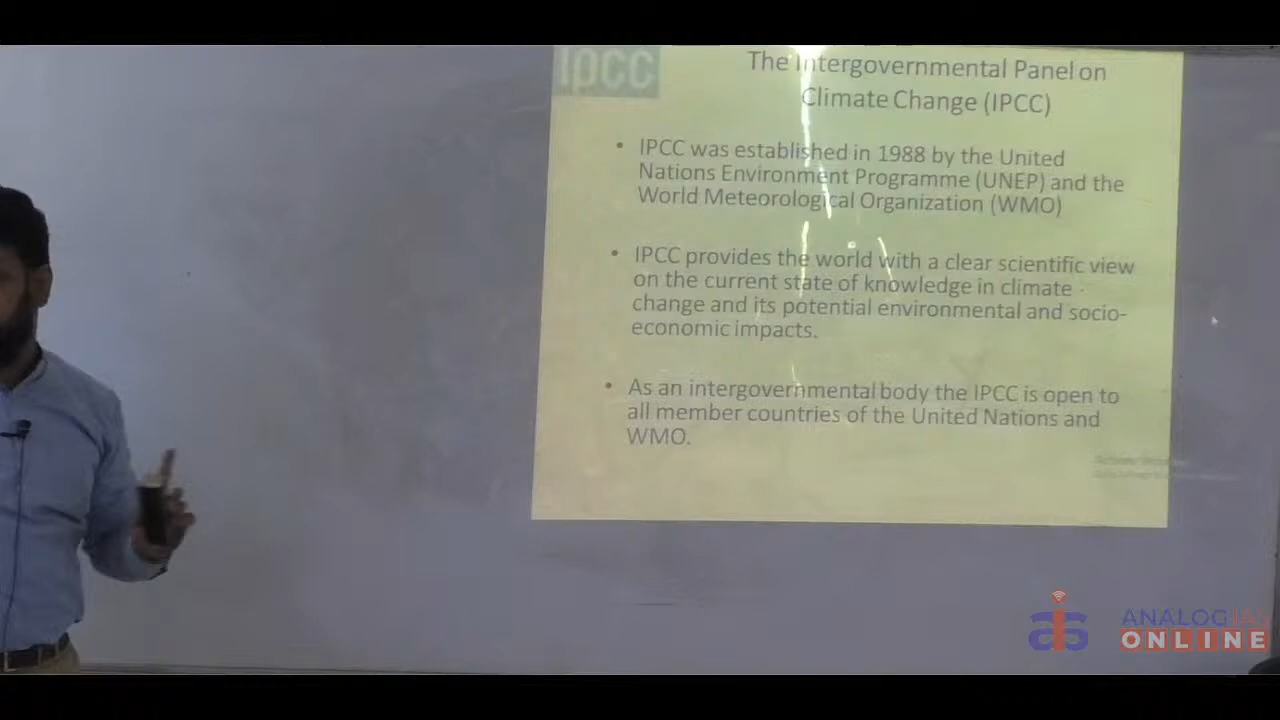 ipcc
The Intergovernmental Panel on
Climate Change (IPCC)
• IPCC was established in 1988 by the United
Nations Environment Programme (UNEP) and the
World Meteorological Organization (WMO)
• IPCC provides the world with a clear scientific view
on the current state of knowledge in climate
change and its potential environmental and socio-
economic impacts.
• As an intergovernmental body the IPCC is open to
all member countries of the United Nations and
WMO.
ANALOGIAS
ONLINE